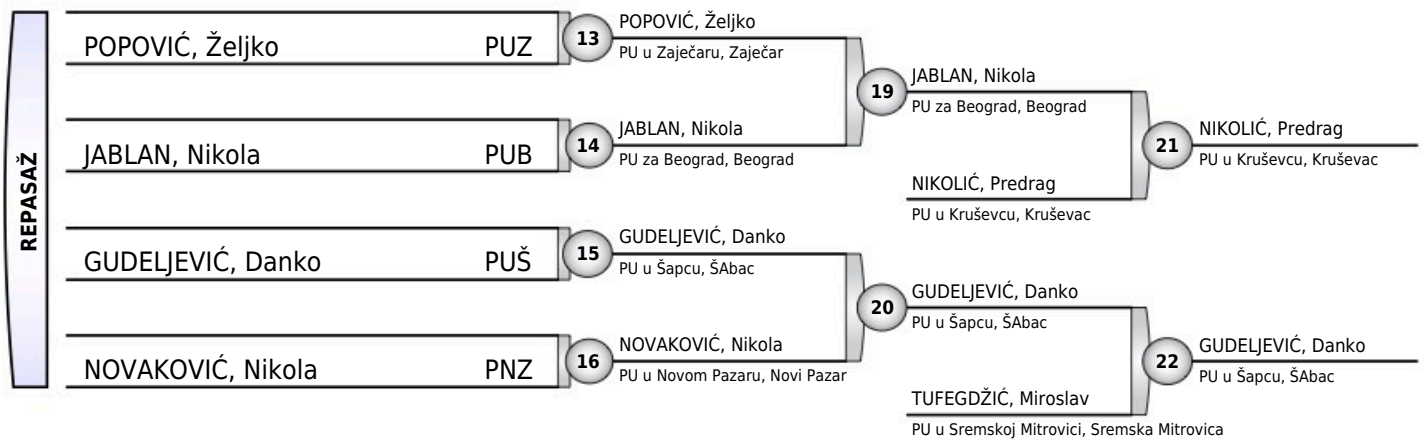 REPASAŽ
POPOVIĆ, Željko PUZ
JABLAN, Nikola PUB
GUDELJEVIĆ, Danko PUŠ
NOVAKOVIĆ, Nikola PNZ
13
POPOVIĆ, Željko
PU u Zaječaru, Zaječar
14
JABLAN, Nikola
PU za Beograd, Beograd
15
GUDELJEVIĆ, Danko
PU u Šapcu, ŠAbac
16
NOVAKOVIĆ, Nikola
PU u Novom Pazaru, Novi Pazar
19
JABLAN, Nikola
PU za Beograd, Beograd
NIKOLIĆ, Predrag
PU u Kruševcu, Kruševac
20
GUDELJEVIĆ, Danko
PU u Šapcu, ŠAbac
TUFEGDŽIĆ, Miroslav
PU u Sremskoj Mitrovici, Sremska Mitrovica
21
NIKOLIĆ, Predrag
PU u Kruševcu, Kruševac
22
GUDELJEVIĆ, Danko
PU u Šapcu, ŠAbac